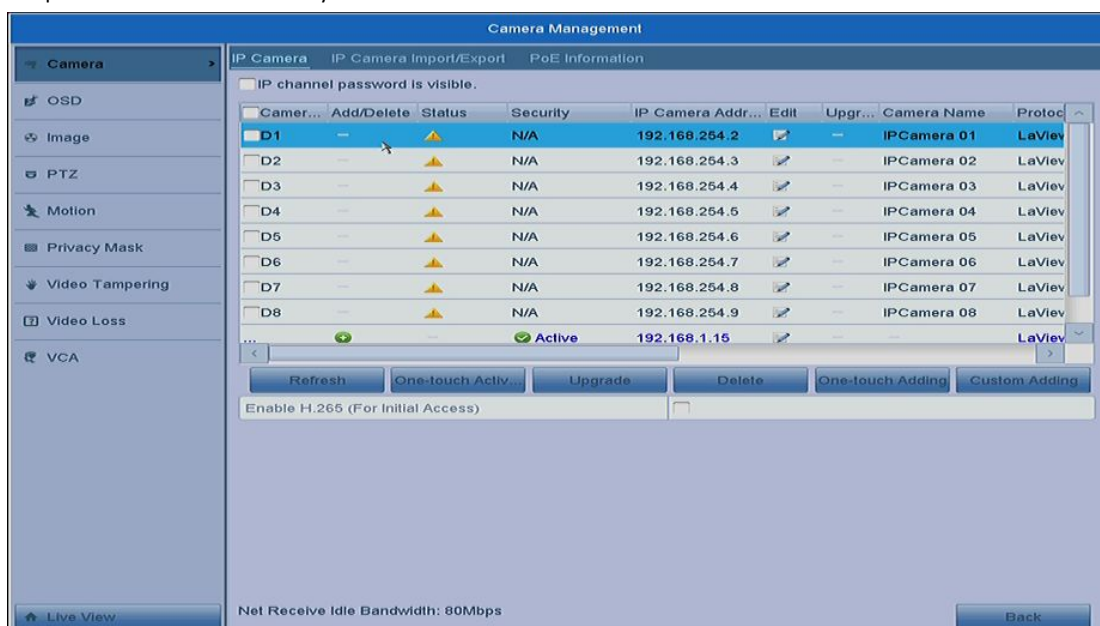 Camera Management
Camera
OSD
Image
PTZ
Motion
Privacy Mask
Video Tampering
Video Loss
VCA
Live View
IP Camera IP Camera Import/Export PoE Information
IP channel password is visible.
Camer... Add/Delete Status Security IP Camera Addr... Edit Upgr... Camera Name Protoc
D1 — N/A 192.168.254.2 — IPCamera 01 LaView
D2 — N/A 192.168.254.3 — IPCamera 02 LaView
D3 — N/A 192.168.254.4 — IPCamera 03 LaView
D4 — N/A 192.168.254.5 — IPCamera 04 LaView
D5 — N/A 192.168.254.6 — IPCamera 05 LaView
D6 — N/A 192.168.254.7 — IPCamera 06 LaView
D7 — N/A 192.168.254.8 — IPCamera 07 LaView
D8 — N/A 192.168.254.9 — IPCamera 08 LaView
... — Active 192.168.1.15 — — LaView
Refresh One-touch Activ... Upgrade Delete One-touch Adding Custom Adding
Enable H.265 (For Initial Access)
Net Receive Idle Bandwidth: 80Mbps
Back